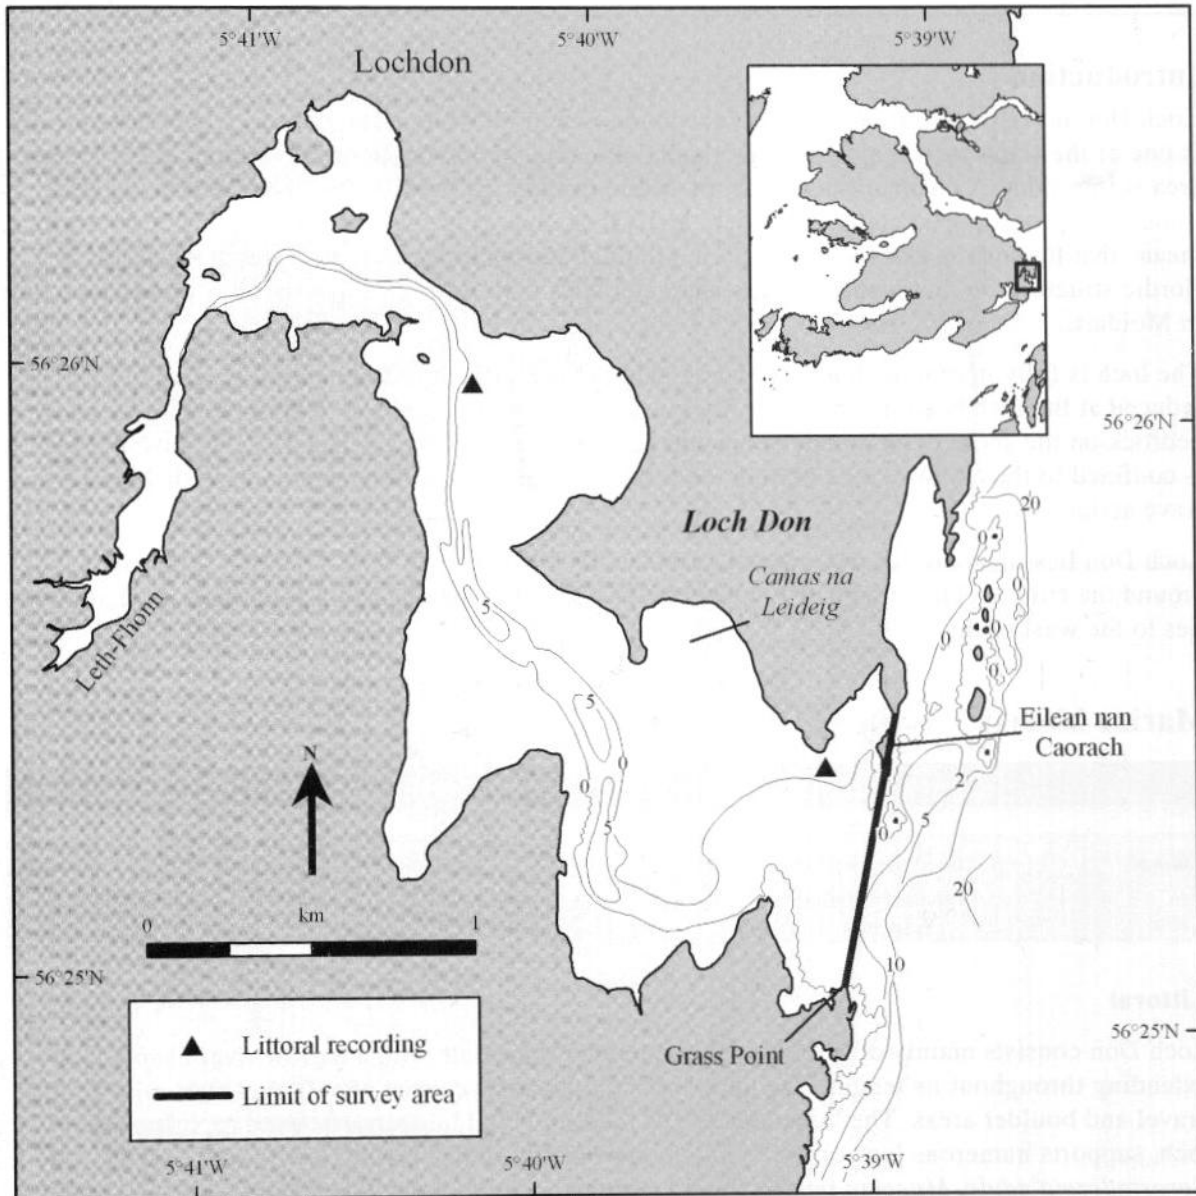 5°41'W
5°40'W
5°39'W
Lochdon
56°26'N
56°26'N
Loch Don
Camas na
Leideig
20
0
0
0
0
5
Leth-Fhonn
5
Eilean nan
Caorach
N
0
0
2
5
5
0
km
0
1
20
10
56°25'N
56°25'N
Littoral recording
Grass Point
Limit of survey area
5°41'W
5°40'W
5°39'W